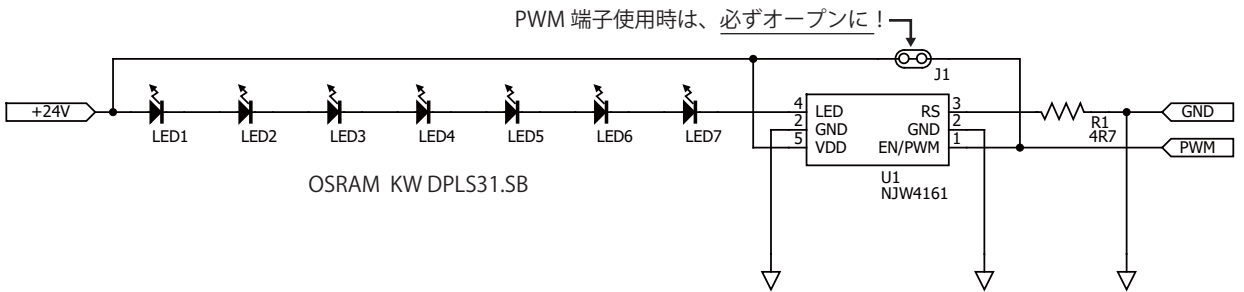 PWM 端子使用時は、必ずオープンに！
J1
+24V
LED1
LED2
LED3
LED4
LED5
LED6
LED7
4 LED RS 3
2 GND GND 2
5 VDD EN/PWM 1
R1
4R7
GND
PWM
U1
NJW4161
OSRAM KW DPLS31.SB